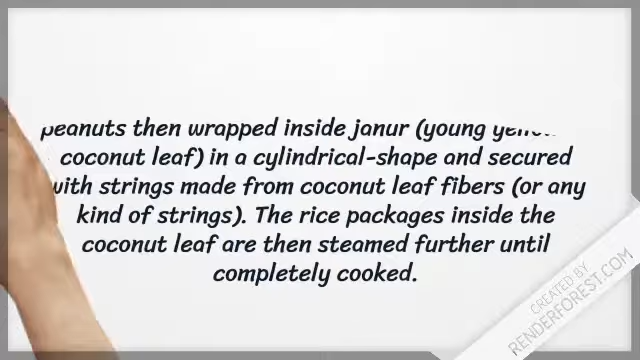 peanuts then wrapped inside janur (young
coconut leaf) in a cylindrical-shape and secured
with strings made from coconut leaf fibers (or any
kind of strings). The rice packages inside the
coconut leaf are then steamed further until
completely cooked.
CREATED BY
RENDERFOREST.COM